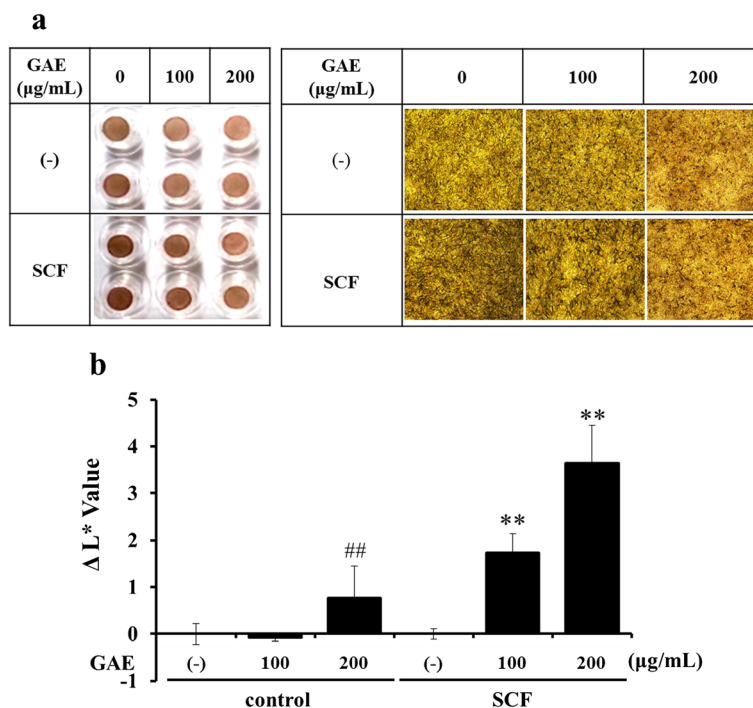 a
GAE
(µg/mL)
0
100
200
GAE
(µg/mL)
0
100
200
(-)
(-)
SCF
SCF
b
Δ L* Value
5
4
3
2
1
0
-1
##
**
**
GAE
(-)
100
200
(-)
100
200
(µg/mL)
control
SCF